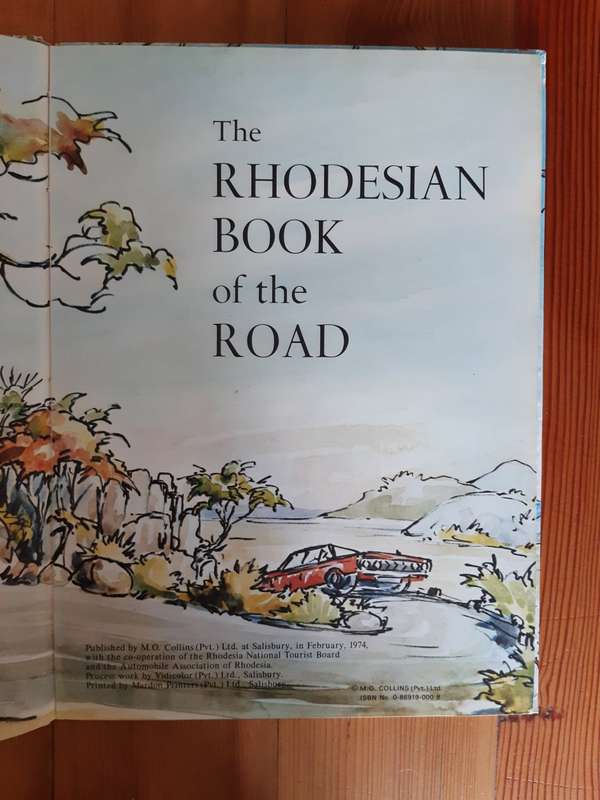 The
RHODESIAN
BOOK
of the
ROAD
Published by M.O. Collins (Pvt.) Ltd. at Salisbury, in February, 1974,
with the co-operation of the Rhodesia National Tourist Board
and the Automobile Association of Rhodesia.
Process work by Vidicolor (Pvt.) Ltd., Salisbury.
Printed by Mardon Printers (Pvt.) Ltd., Salisbury.
© M.O. COLLINS (Pvt.) Ltd.
ISBN No. 0-86919-000 8